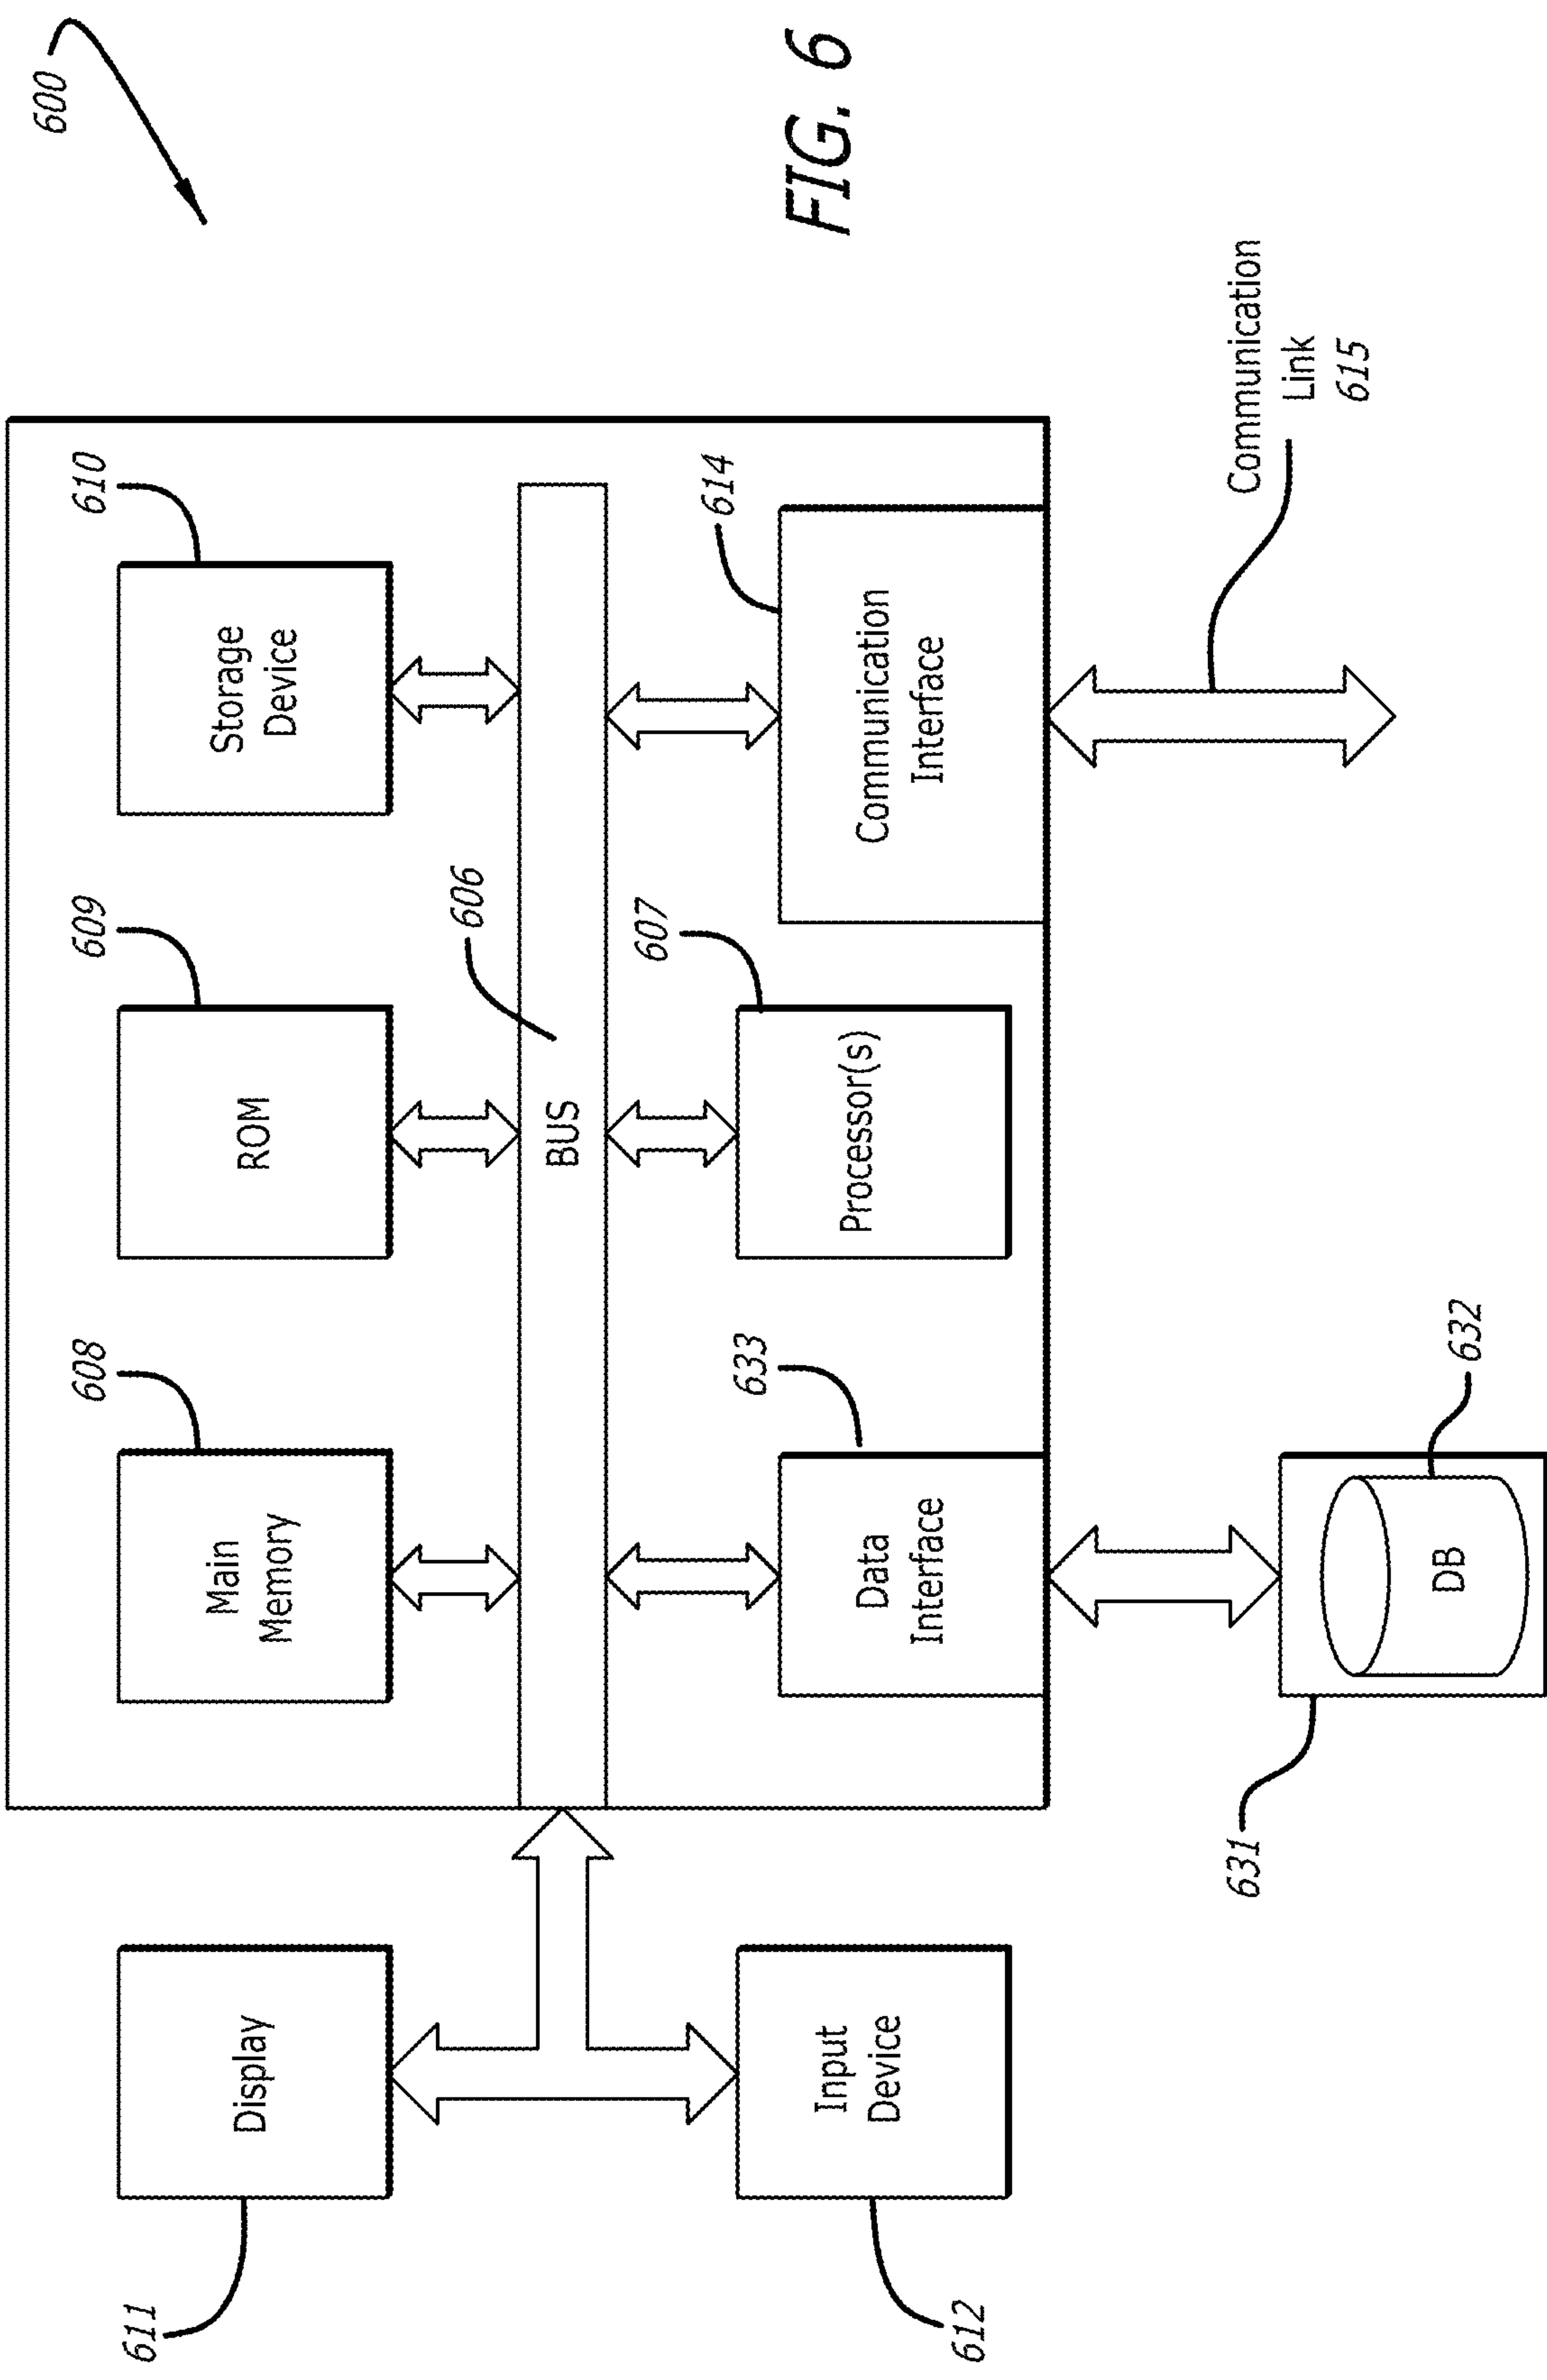 600
610
609
608
Storage
Device
ROM
Main
Memory
Display
611
606
BUS
614
607
633
Communication
Interface
Processor(s)
Data
Interface
Input
Device
612
FIG. 6
Communication
Link
615
632
DB
631